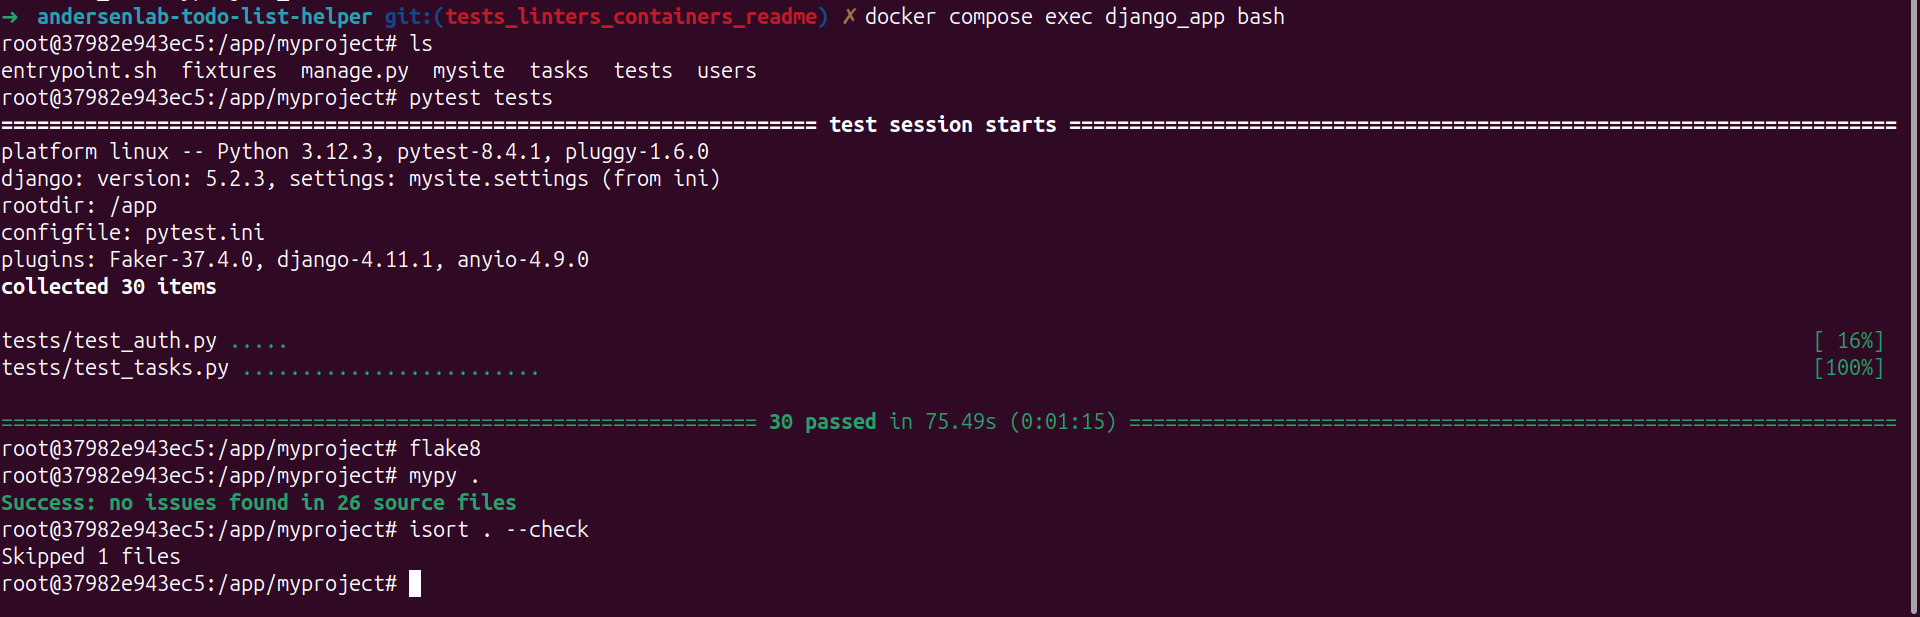 ➜  andersenlab-todo-list-helper git:(tests_linters_containers_readme) ✗ docker compose exec django_app bash
root@37982e943ec5:/app/myproject# ls
entrypoint.sh  fixtures  manage.py  mysite  tasks  tests  users
root@37982e943ec5:/app/myproject# pytest tests
==================================================================== test session starts =====================================================================
platform linux -- Python 3.12.3, pytest-8.4.1, pluggy-1.6.0
django: version: 5.2.3, settings: mysite.settings (from ini)
rootdir: /app
configfile: pytest.ini
plugins: Faker-37.4.0, django-4.11.1, anyio-4.9.0
collected 30 items
tests/test_auth.py ..... [ 16%]
tests/test_tasks.py ......................... [100%]
=============================================================== 30 passed in 75.49s (0:01:15) ================================================================
root@37982e943ec5:/app/myproject# flake8
root@37982e943ec5:/app/myproject# mypy .
Success: no issues found in 26 source files
root@37982e943ec5:/app/myproject# isort . --check
Skipped 1 files
root@37982e943ec5:/app/myproject#